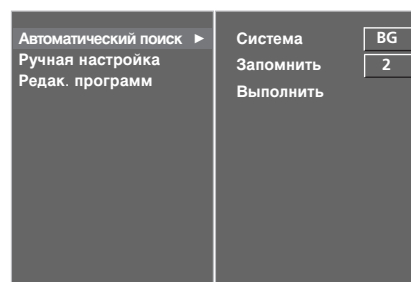 Автоматический поиск ►
Ручная настройка
Редак. программ
Система BG
Запомнить 2
Выполнить